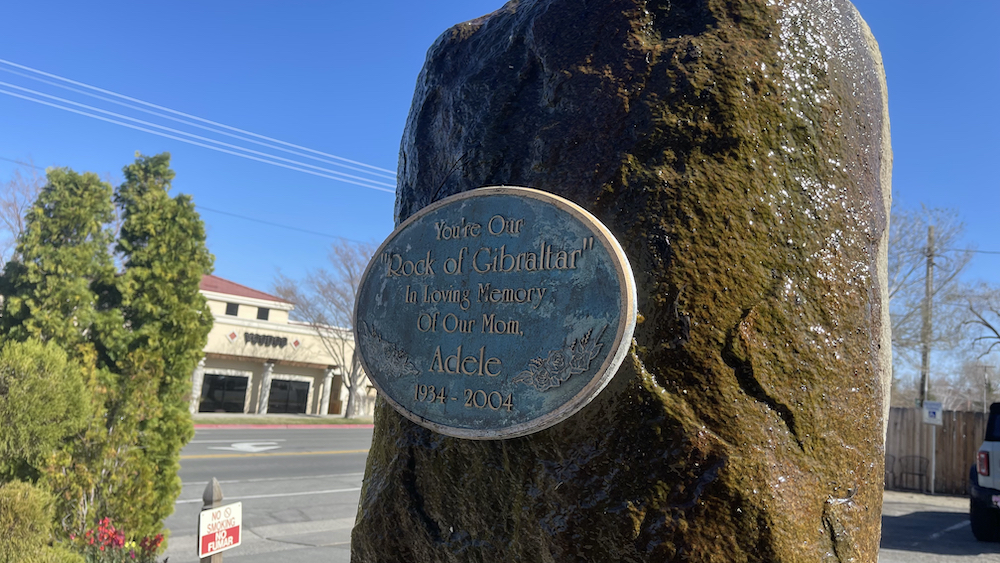 You're Our
"Rock of Gibraltar"
In Loving Memory
Of Our Mom,
Adele
1934 - 2004
NO
SMOKING
NO
FUMAR